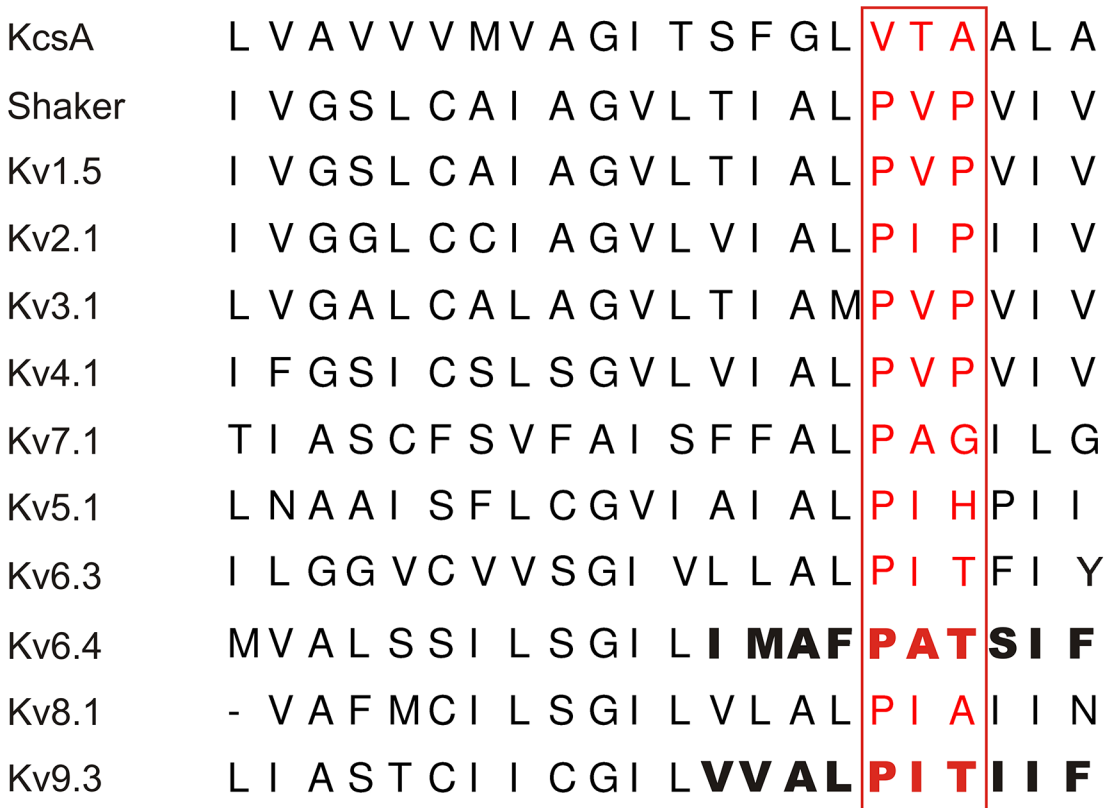 KcsA L V A V V V M V A G I T S F G L V T A A L A
Shaker I V G S L C A I A G V L T I A L P V P V I V
Kv1.5 I V G S L C A I A G V L T I A L P V P V I V
Kv2.1 I V G G L C C I A G V L V I A L P I P I I V
Kv3.1 L V G A L C A L A G V L T I A M P V P V I V
Kv4.1 I F G S I C S L S G V L V I A L P V P V I V
Kv7.1 T I A S C F S V F A I S F F A L P A G I L G
Kv5.1 L N A A I S F L C G V I A I A L P I H P I I
Kv6.3 I L G G V C V V S G I V L L A L P I T F I Y
Kv6.4 M V A L S S I L S G I L I M A F P A T S I F
Kv8.1 - V A F M C I L S G I L V L A L P I A I I N
Kv9.3 L I A S T C I I C G I L V V A L P I T I I F